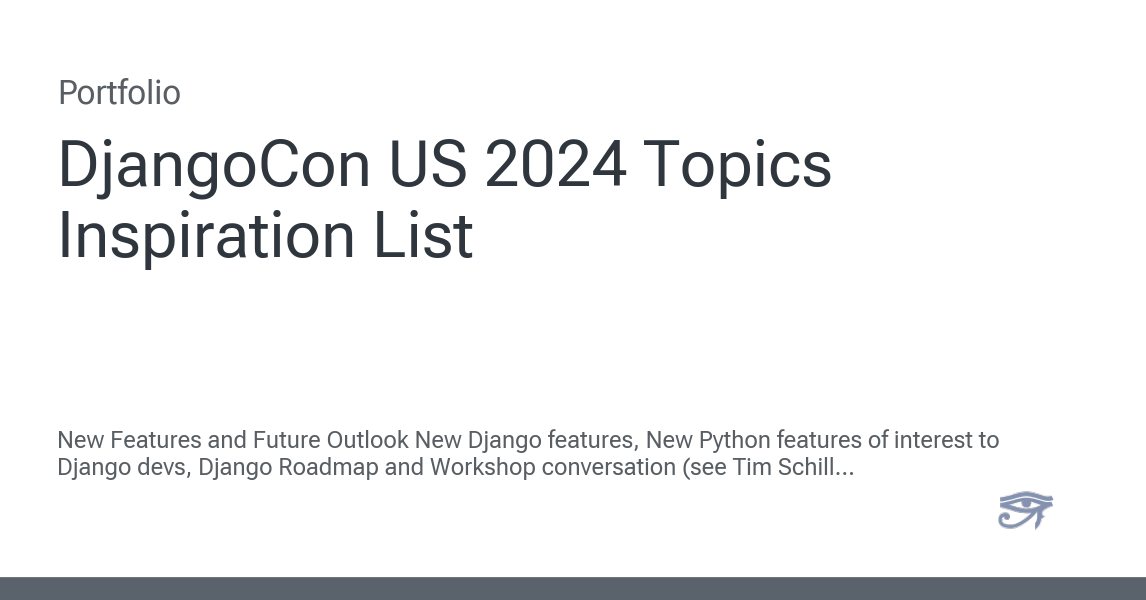 Portfolio
DjangoCon US 2024 Topics
Inspiration List
New Features and Future Outlook New Django features, New Python features of interest to
Django devs, Django Roadmap and Workshop conversation (see Tim Schill...